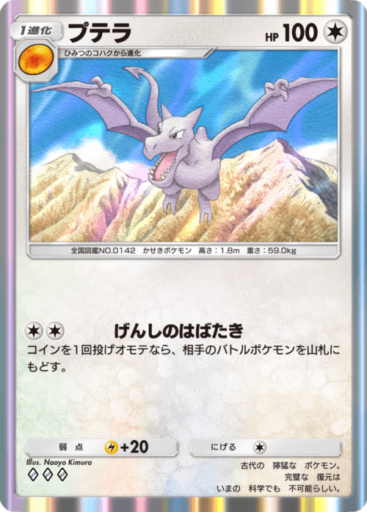 1進化
プテラ
HP 100
ひみつのコハクから進化
全国図鑑NO.0142 かせきポケモン 高さ:1.8m 重さ:59.0kg
げんしのはばたき
コインを1回投げオモテなら、相手のバトルポケモンを山札に
もどす。
弱点 +20
にげる
Illus. Naoyo Kimura
古代の 獰猛な ポケモン。
完璧な 復元は
いまの 科学でも 不可能らしい。